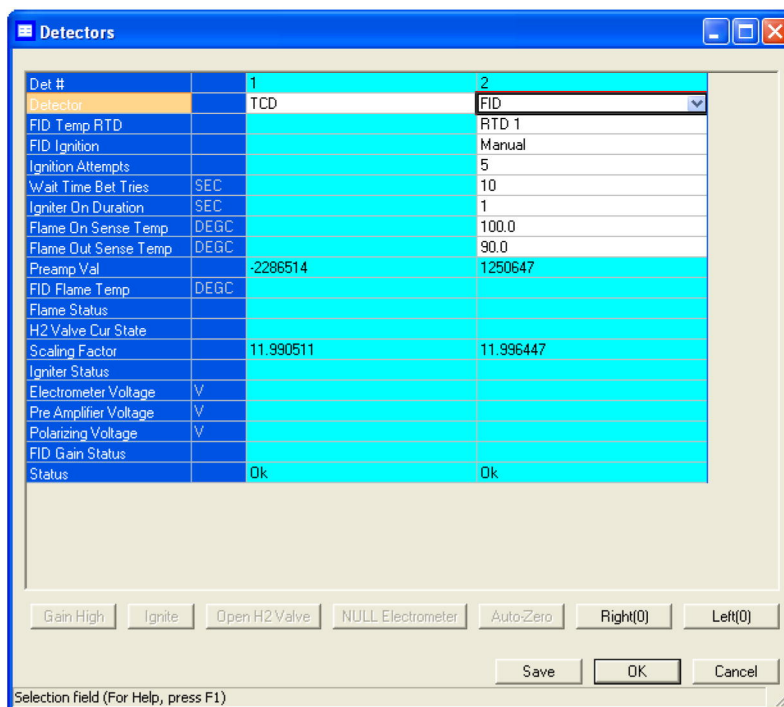 Detectors
Det # 1 2
Detector TCD FID
FID Temp RTD RTD 1
FID Ignition Manual
Ignition Attempts 5
Wait Time Bet Tries SEC 10
Igniter On Duration SEC 1
Flame On Sense Temp DEGC 100.0
Flame Out Sense Temp DEGC 90.0
Preamp Val -2286514 1250647
FID Flame Temp DEGC
Flame Status
H2 Valve Cur State
Scaling Factor 11.990511 11.996447
Igniter Status
Electrometer Voltage V
Pre Amplifier Voltage V
Polarizing Voltage V
FID Gain Status
Status Ok Ok
Gain High Ignite Open H2 Valve NULL Electrometer Auto-Zero Right(0) Left(0)
Save OK Cancel
Selection field (For Help, press F1)